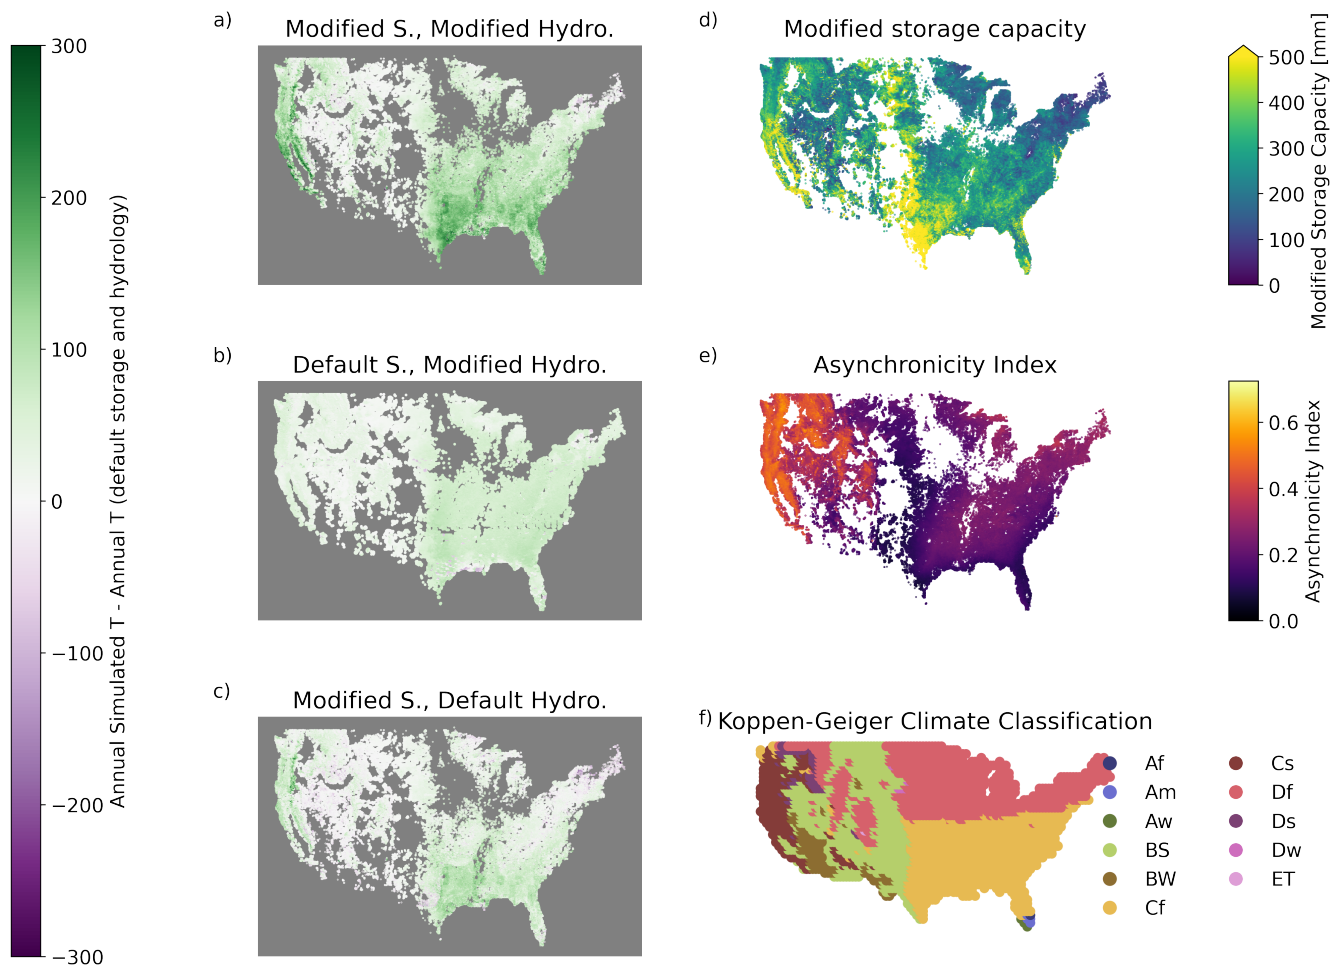 a)
Modified S., Modified Hydro.
300
200
100
0
−100
−200
−300
Annual Simulated T - Annual T (default storage and hydrology)
b)
Default S., Modified Hydro.
c)
Modified S., Default Hydro.
d)
Modified storage capacity
500
400
300
200
100
0
Modified Storage Capacity [mm]
e)
Asynchronicity Index
0.6
0.4
0.2
0.0
Asynchronicity Index
f)
Koppen-Geiger Climate Classification
Af
Am
Aw
BS
BW
Cf
Cs
Df
Ds
Dw
ET